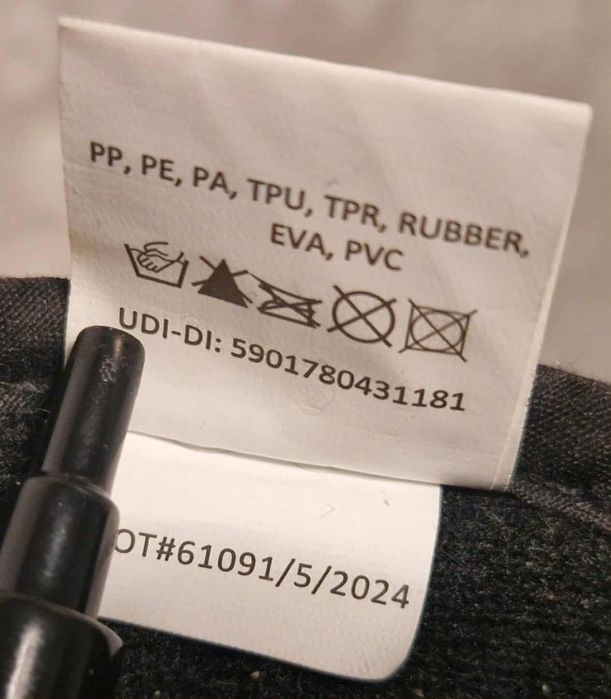 PP, PE, PA, TPU, TPR, RUBBER,
EVA, PVC
UDI-DI: 5901780431181
OT#61091/5/2024